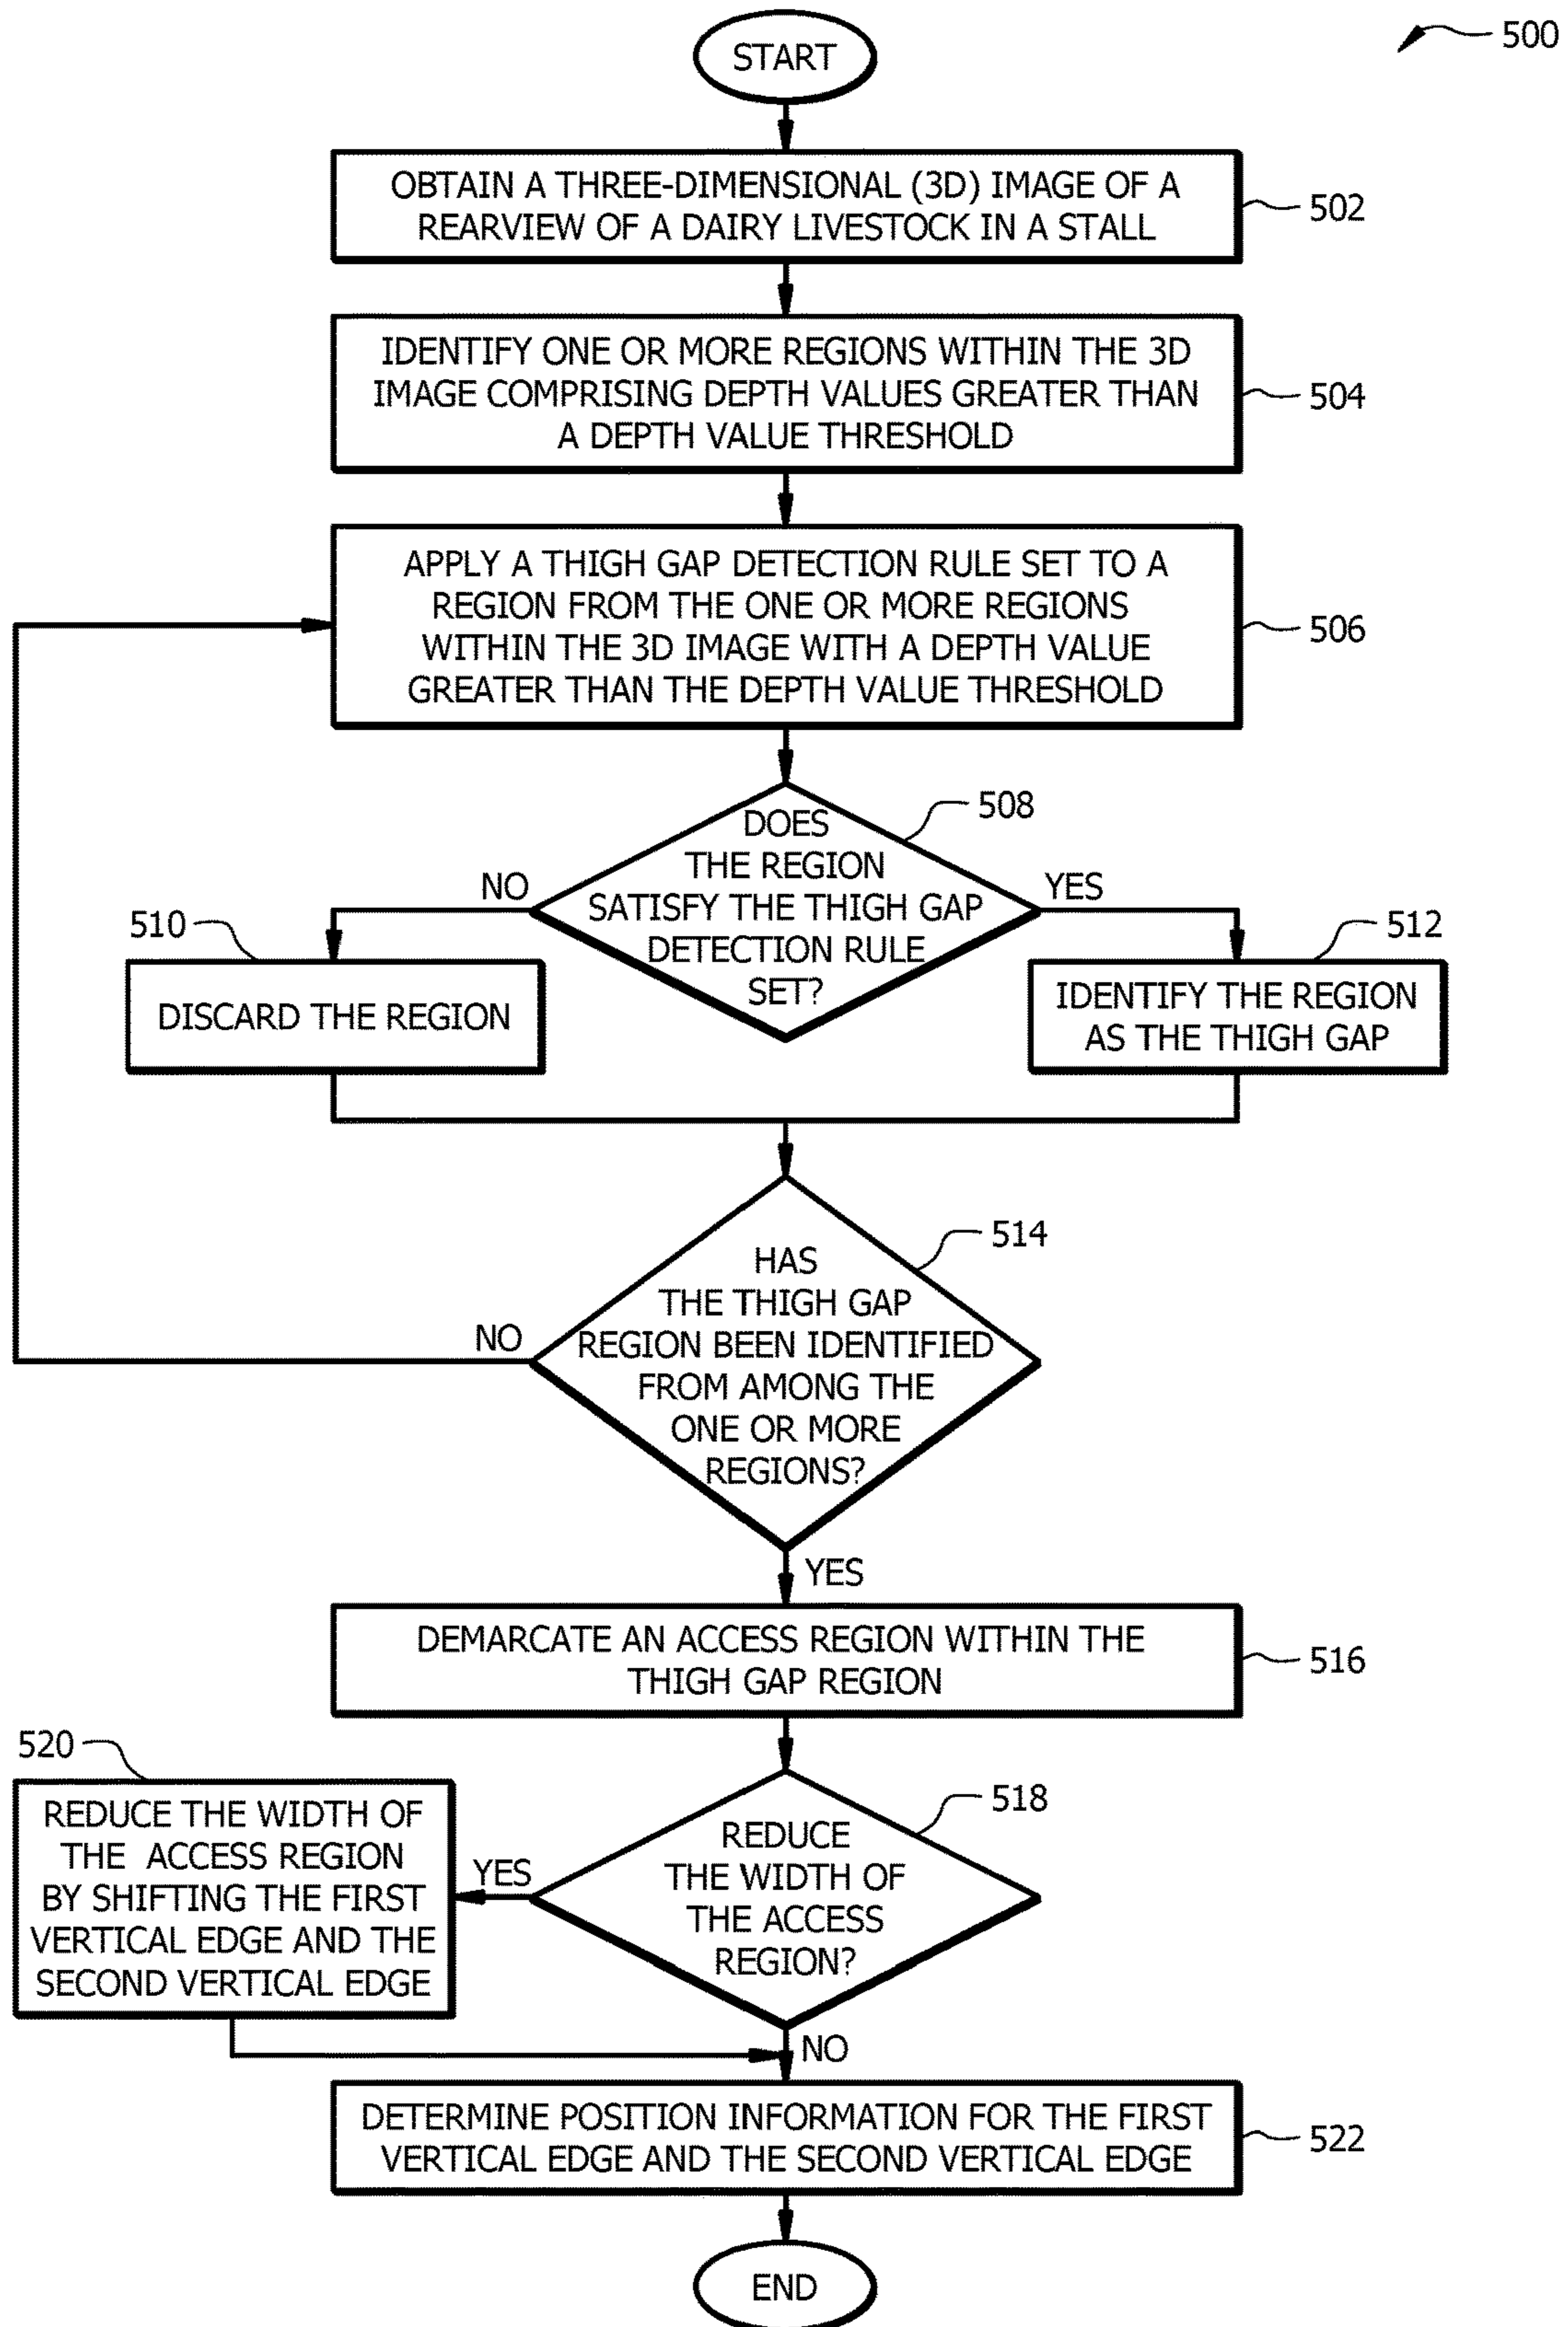 500
START
OBTAIN A THREE-DIMENSIONAL (3D) IMAGE OF A
REARVIEW OF A DAIRY LIVESTOCK IN A STALL
502
IDENTIFY ONE OR MORE REGIONS WITHIN THE 3D
IMAGE COMPRISING DEPTH VALUES GREATER THAN
A DEPTH VALUE THRESHOLD
504
APPLY A THIGH GAP DETECTION RULE SET TO A
REGION FROM THE ONE OR MORE REGIONS
WITHIN THE 3D IMAGE WITH A DEPTH VALUE
GREATER THAN THE DEPTH VALUE THRESHOLD
506
DOES
THE REGION
SATISFY THE THIGH GAP
DETECTION RULE
SET?
508
NO
YES
510
DISCARD THE REGION
512
IDENTIFY THE REGION
AS THE THIGH GAP
HAS
THE THIGH GAP
REGION BEEN IDENTIFIED
FROM AMONG THE
ONE OR MORE
REGIONS?
514
NO
YES
DEMARCATE AN ACCESS REGION WITHIN THE
THIGH GAP REGION
516
REDUCE
THE WIDTH OF
THE ACCESS
REGION?
518
YES
520
REDUCE THE WIDTH OF
THE ACCESS REGION
BY SHIFTING THE FIRST
VERTICAL EDGE AND THE
SECOND VERTICAL EDGE
NO
DETERMINE POSITION INFORMATION FOR THE FIRST
VERTICAL EDGE AND THE SECOND VERTICAL EDGE
522
END